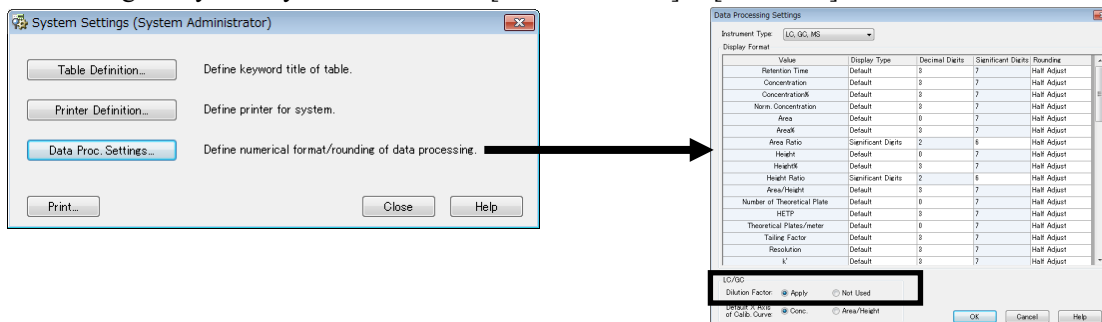 System Settings (System Administrator)
Table Definition... Define keyword title of table.
Printer Definition... Define printer for system.
Data Proc. Settings... Define numerical format/rounding of data processing.
Print... Close Help
Data Processing Settings
Instrument Type: LC, GC, MS
Display Format
Value Display Type Decimal Digits Significant Digits Rounding
Retention Time Default 3 7 Half Adjust
Concentration Default 3 7 Half Adjust
Concentration% Default 3 7 Half Adjust
Norm. Concentration Default 3 7 Half Adjust
Area Default 0 7 Half Adjust
Area% Default 3 7 Half Adjust
Area Ratio Significant Digits 2 6 Half Adjust
Height Default 0 7 Half Adjust
Height% Default 3 7 Half Adjust
Height Ratio Significant Digits 2 6 Half Adjust
Area/Height Default 3 7 Half Adjust
Number of Theoretical Plate Default 0 7 Half Adjust
HETP Default 3 7 Half Adjust
Theoretical Plates/meter Default 0 7 Half Adjust
Tailing Factor Default 3 7 Half Adjust
Resolution Default 3 7 Half Adjust
k' Default 3 7 Half Adjust
LC/GC
Dilution Factor: Apply Not Used
Default X Axis
of Calib. Curve: Conc. Area/Height
OK Cancel Help